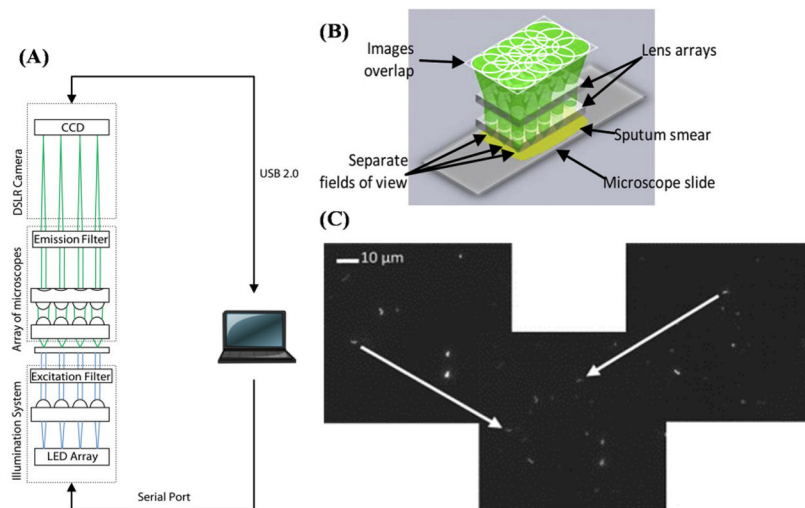 (A)
CCD
DSLR Camera
Emission Filter
Array of microscopes
Excitation Filter
Illumination System
LED Array
USB 2.0
Serial Port
(B)
Images
overlap
Lens arrays
Sputum smear
Separate
fields of view
Microscope slide
(C)
10 µm